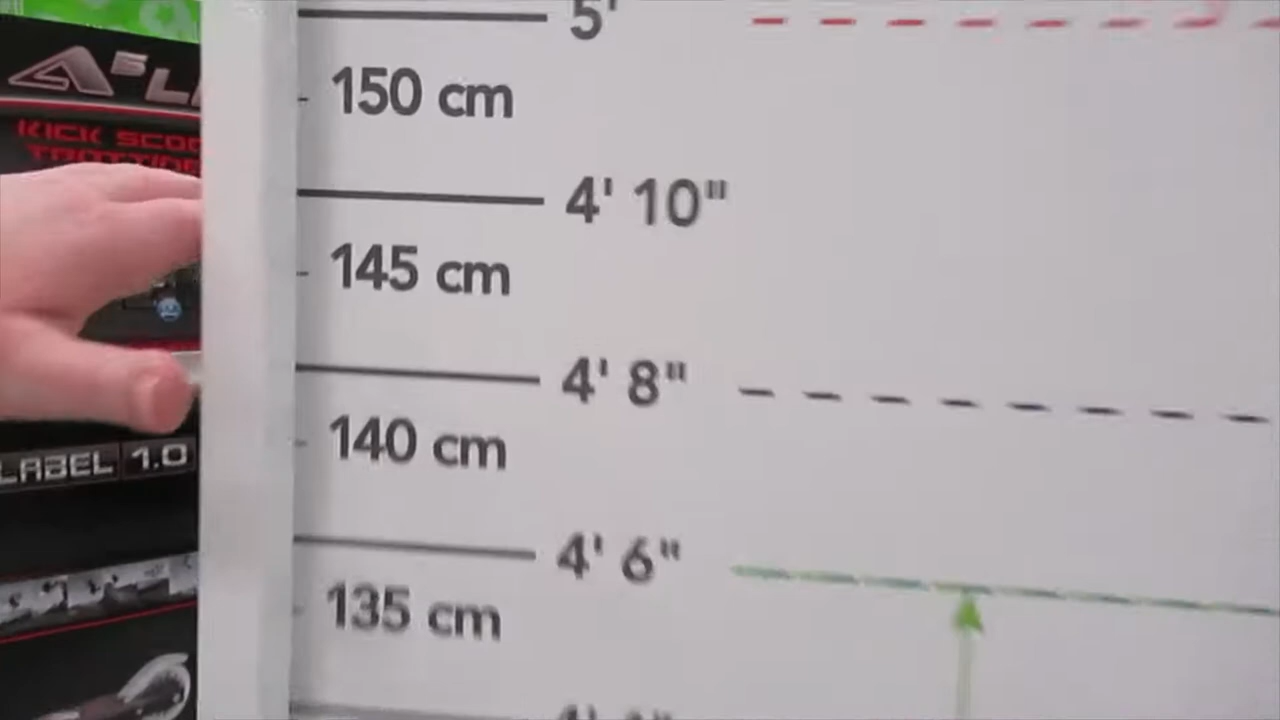 5'
150 cm
4' 10"
145 cm
4' 8"
140 cm
4' 6"
135 cm
A5
KICK
LABEL 1.0